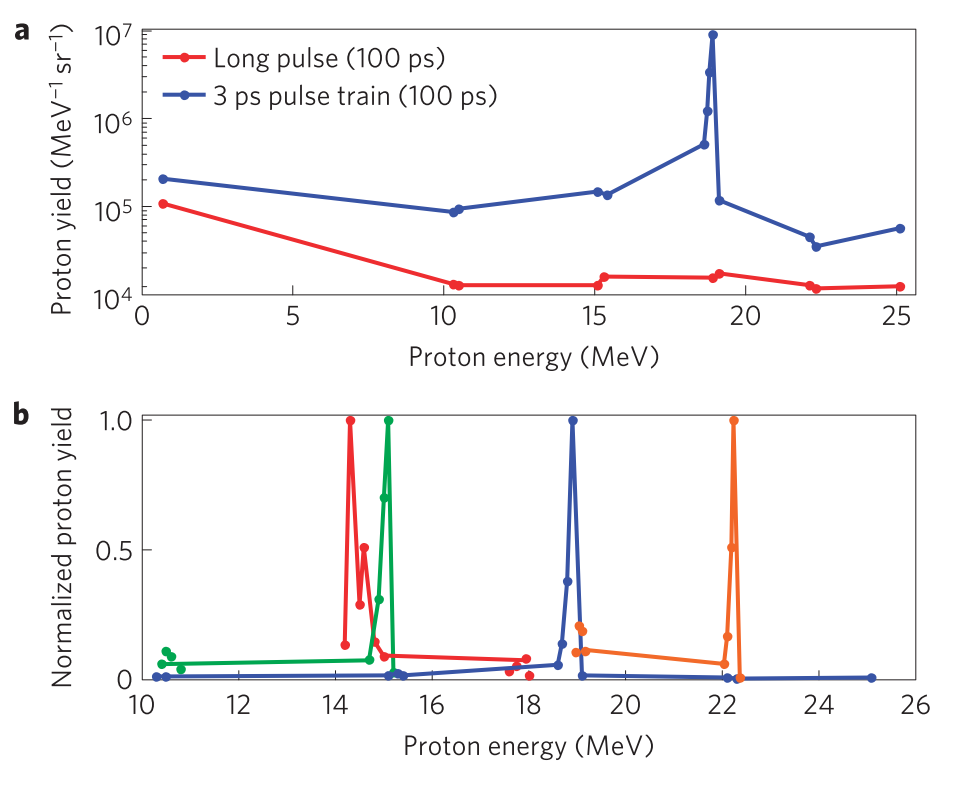 a
Proton yield (MeV⁻¹ sr⁻¹)
10⁷
10⁶
10⁵
10⁴
Long pulse (100 ps)
3 ps pulse train (100 ps)
0 5 10 15 20 25
Proton energy (MeV)
b
Normalized proton yield
1.0
0.5
0
10 12 14 16 18 20 22 24 26
Proton energy (MeV)